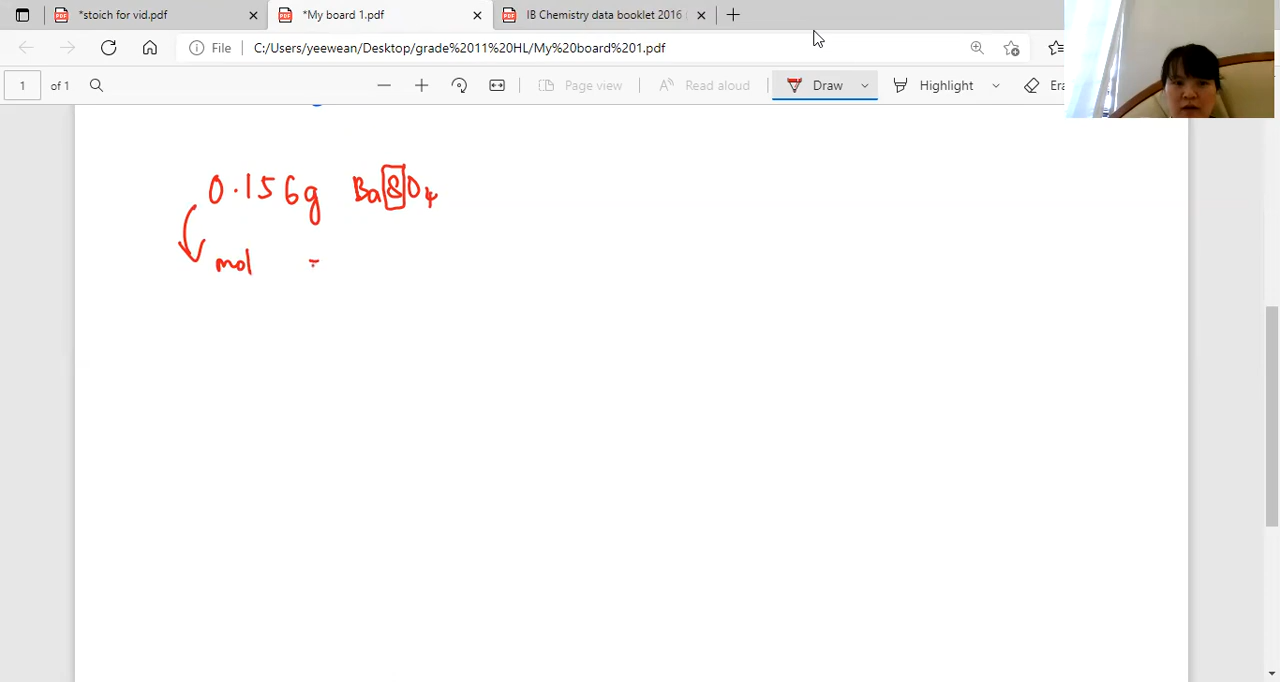 *stoich for vid.pdf
*My board 1.pdf
IB Chemistry data booklet 2016
File
C:/Users/yeewean/Desktop/grade%2011%20HL/My%20board%201.pdf
1 of 1
Page view
Read aloud
Draw
Highlight
Era
0.156g BaSO4
mol =